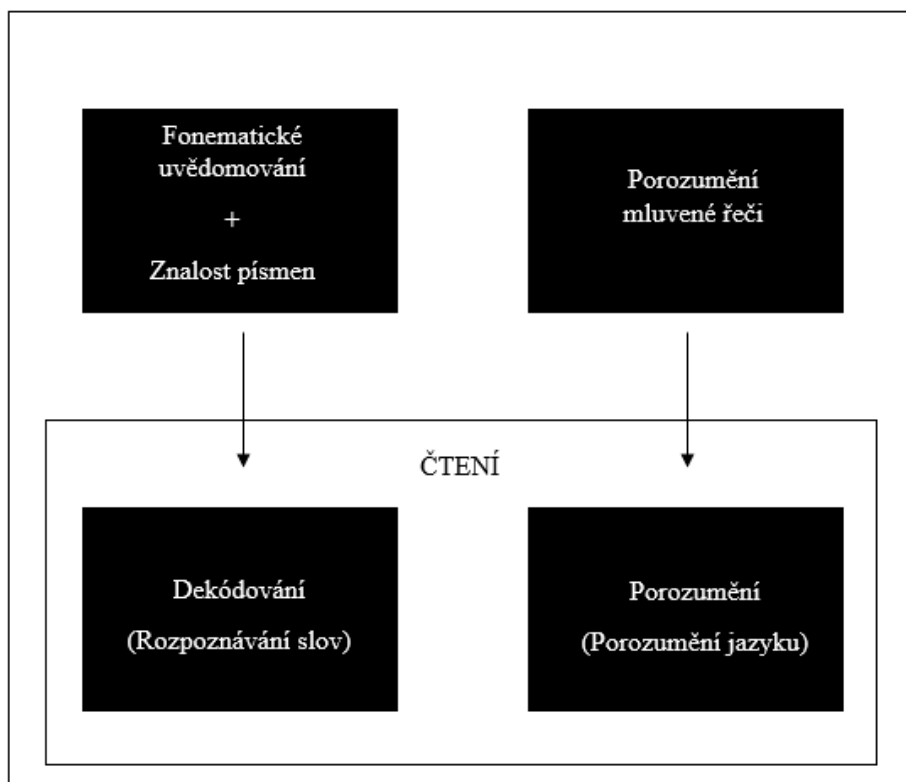 Fonematické
uvědomování
+
Znalost písmen
Porozumění
mluvené řeči
ČTENÍ
Dekódování
(Rozpoznávání slov)
Porozumění
(Porozumění jazyku)